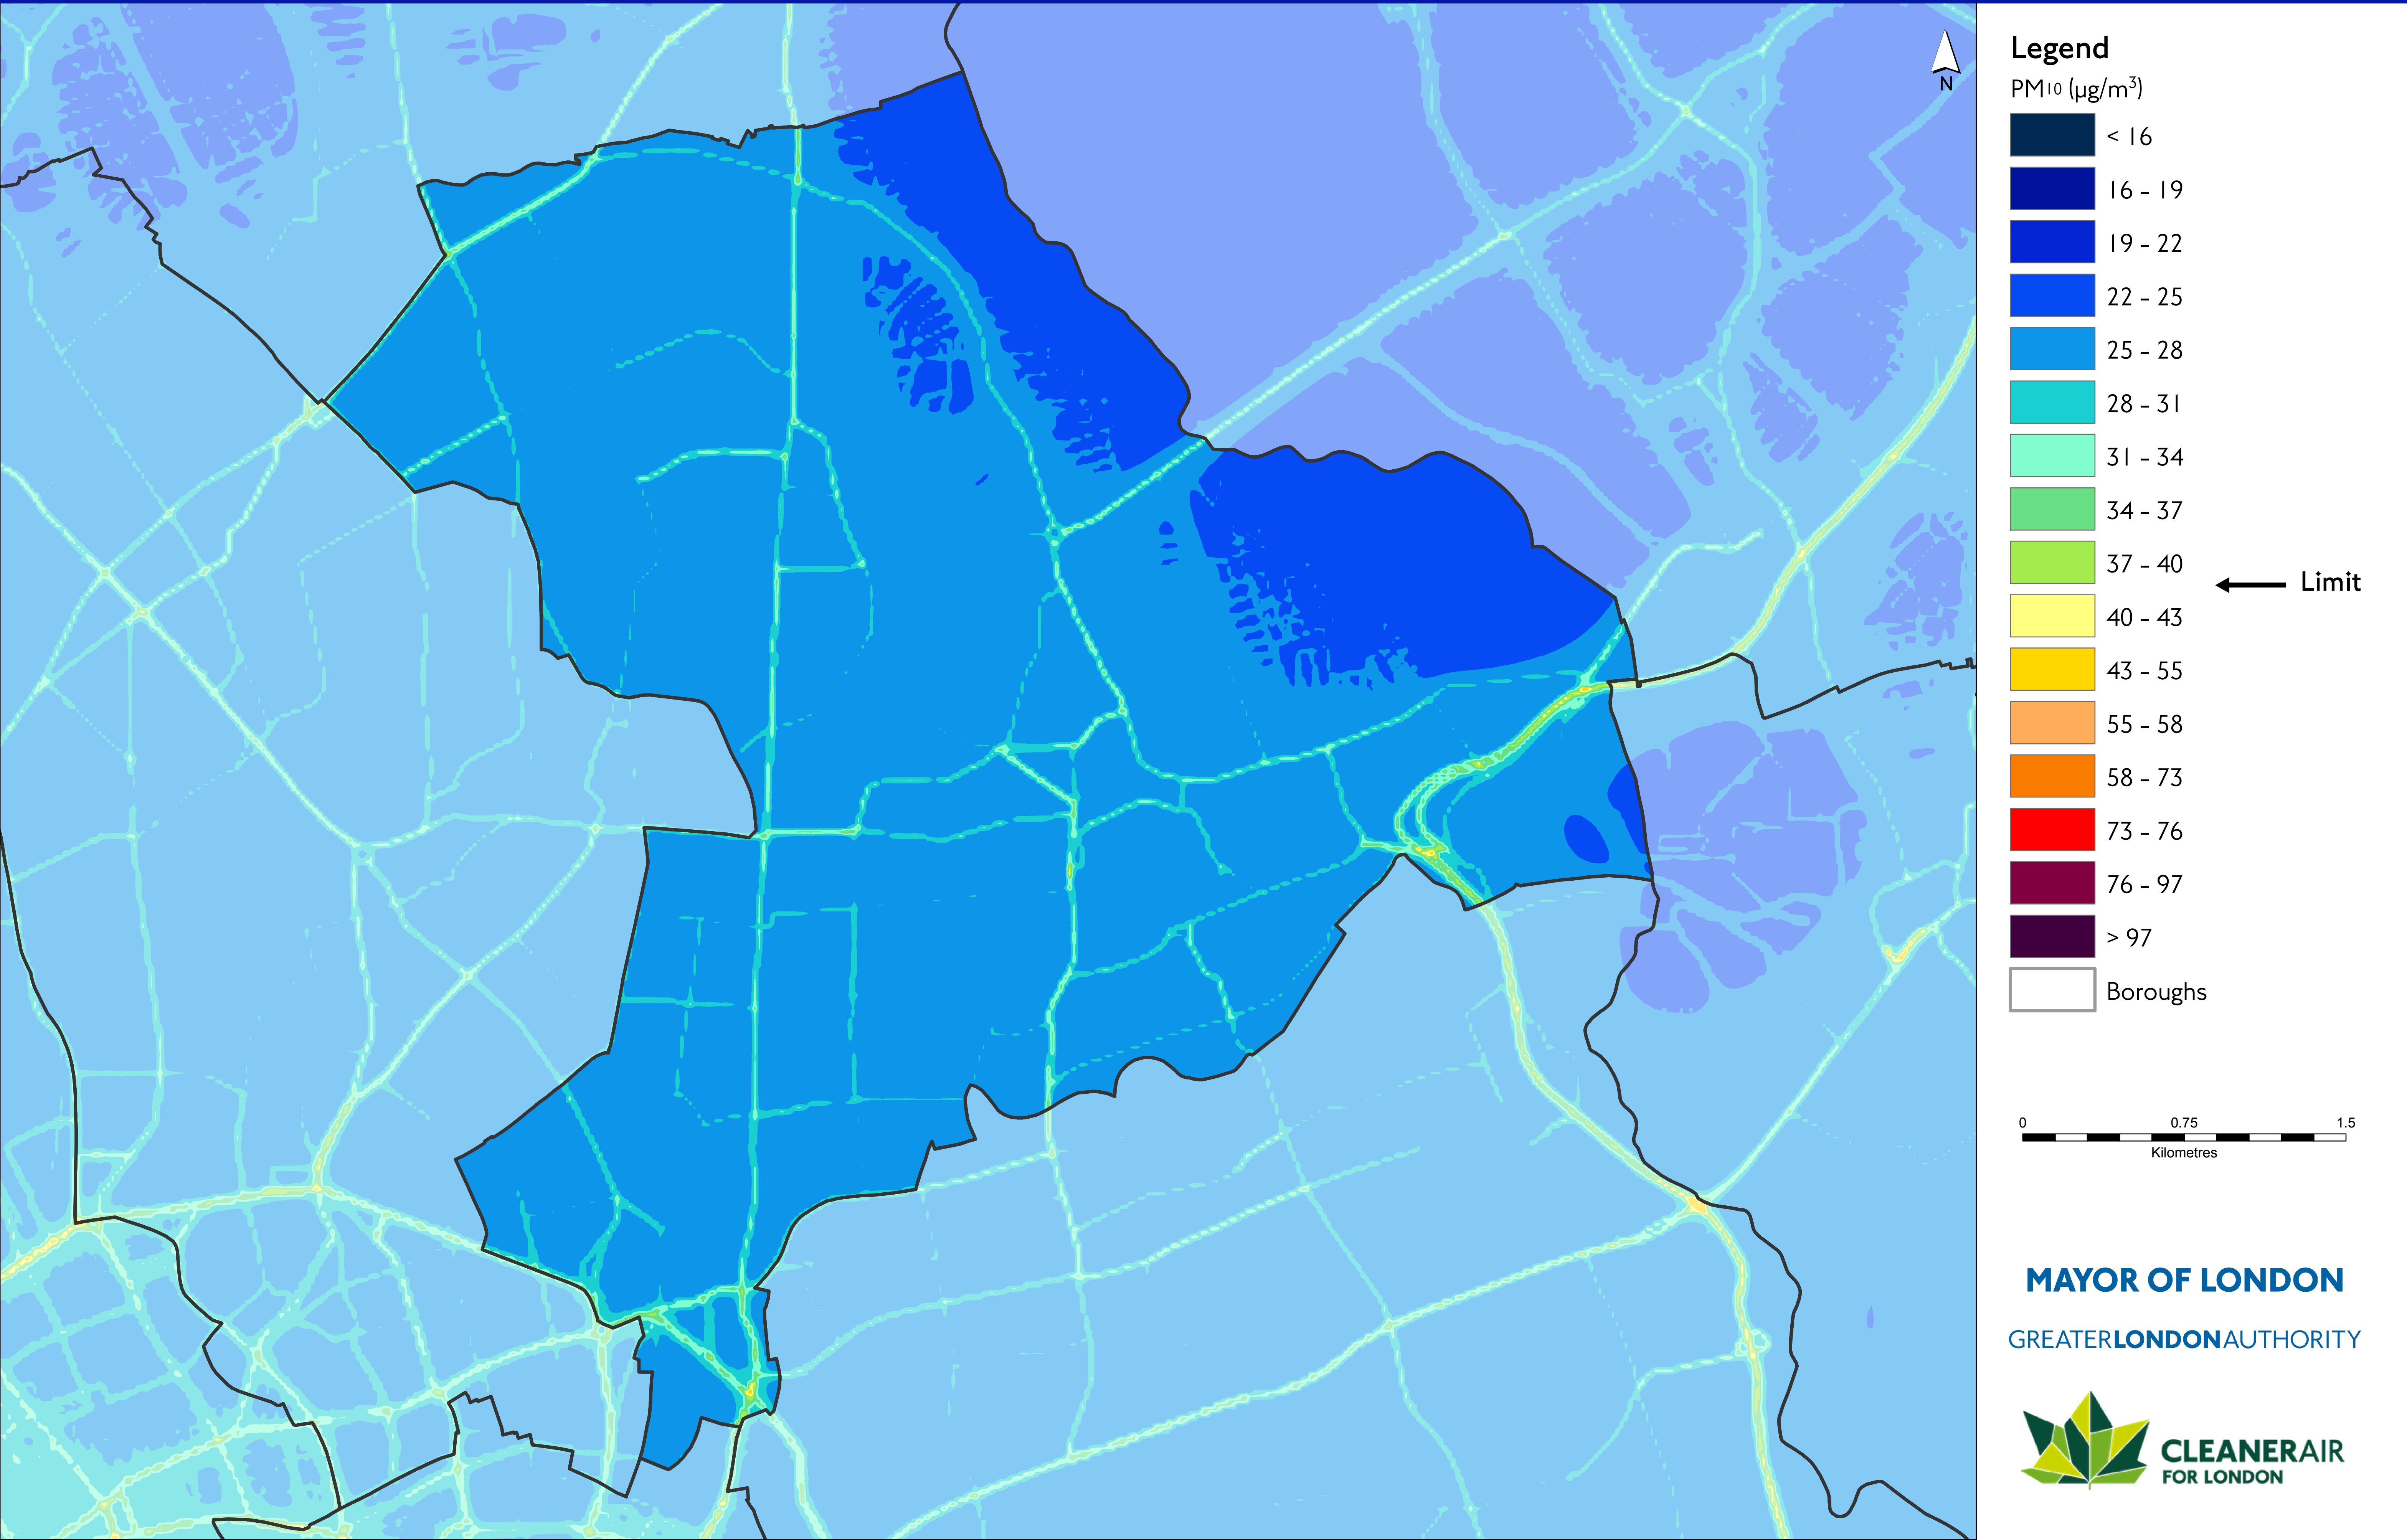 N
Legend
PM10 (µg/m³)
< 16
16 - 19
19 - 22
22 - 25
25 - 28
28 - 31
31 - 34
34 - 37
37 - 40
Limit
40 - 43
43 - 55
55 - 58
58 - 73
73 - 76
76 - 97
> 97
Boroughs
0 0.75 1.5
Kilometres
MAYOR OF LONDON
GREATERLONDONAUTHORITY
CLEANERAIR
FOR LONDON